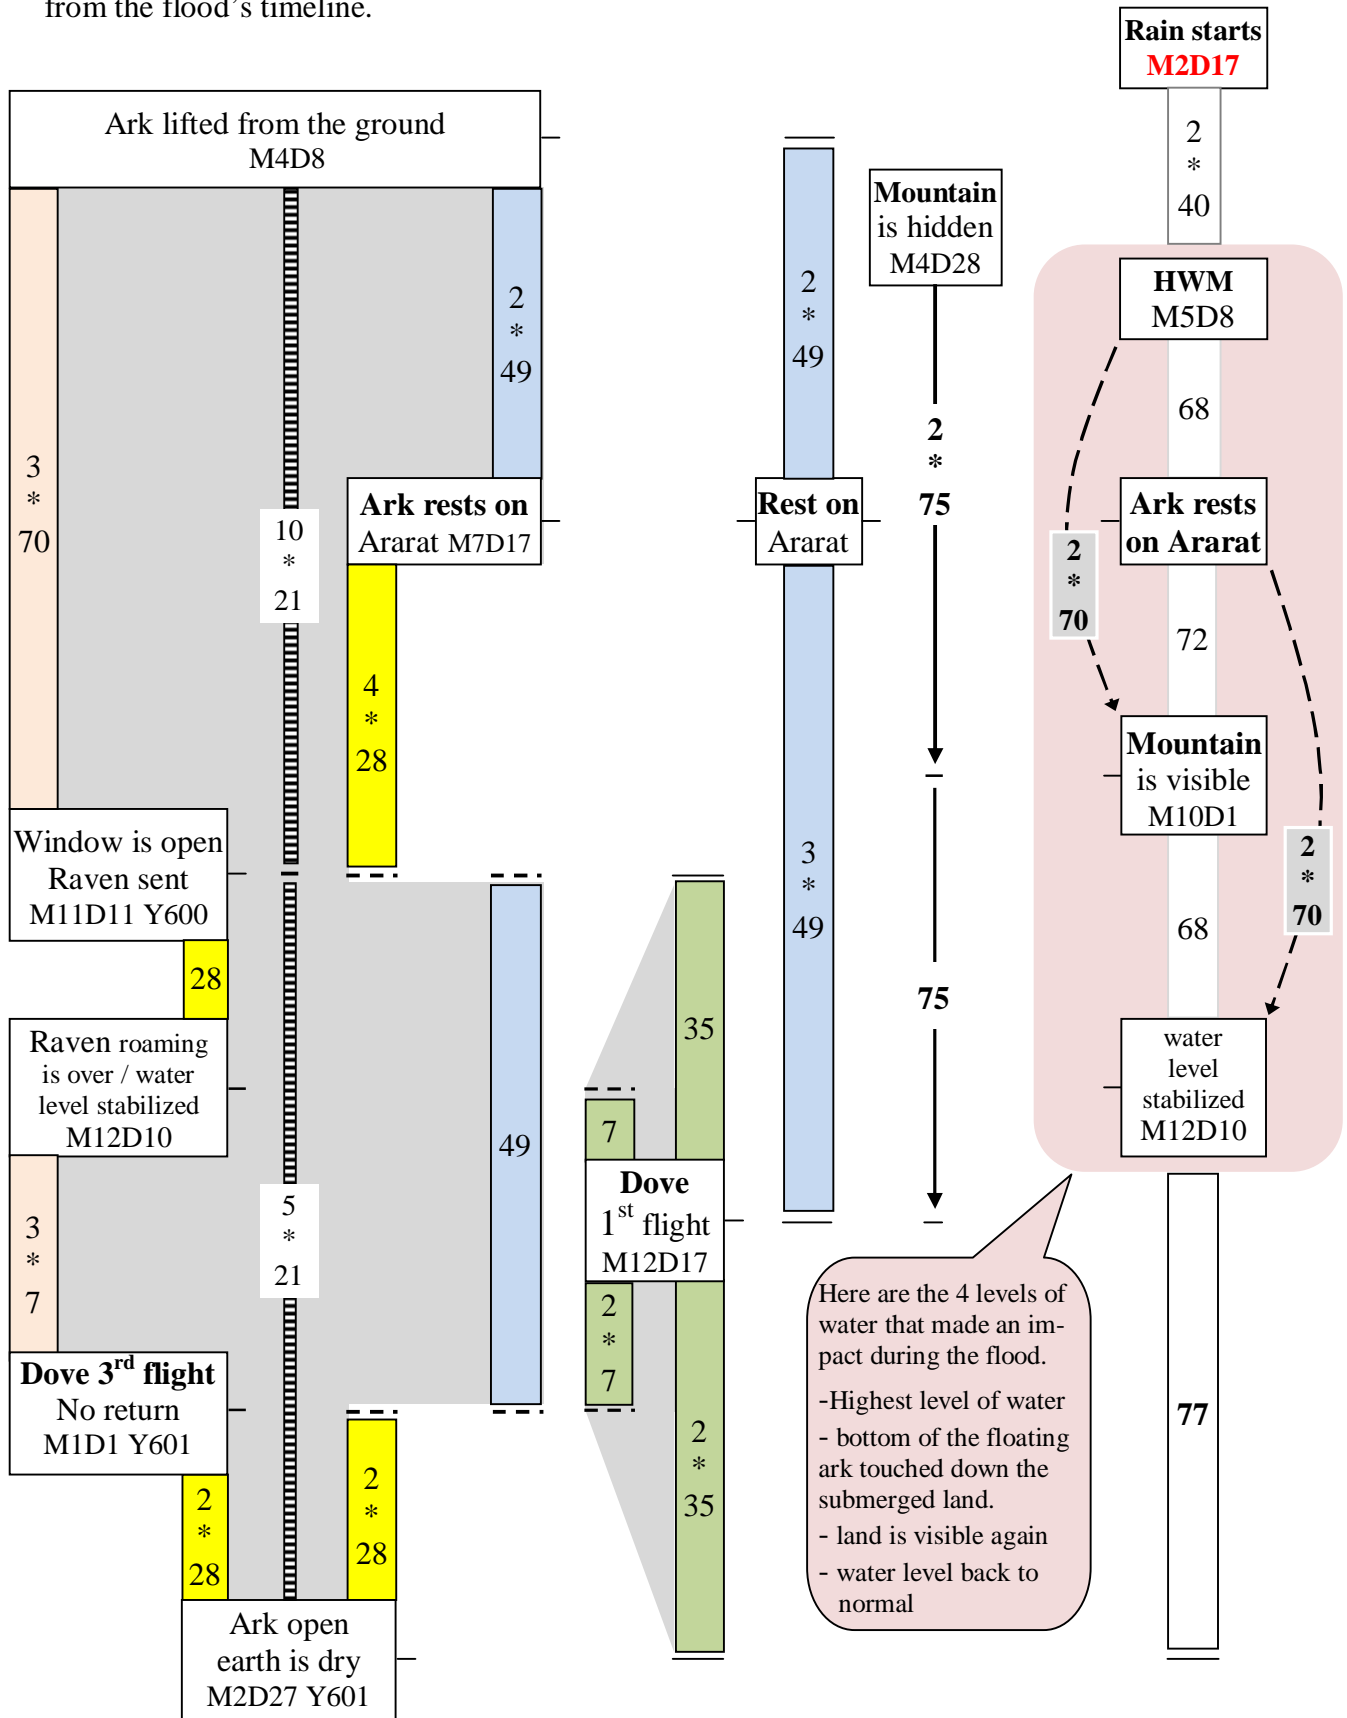 from the flood's timeline.
Rain starts
M2D17
2
*
40
Ark lifted from the ground
M4D8
3
*
70
10
*
21
2
*
49
Ark rests on
Ararat M7D17
4
*
28
Window is open
Raven sent
M11D11 Y600
28
Raven roaming
is over / water
level stabilized
M12D10
3
*
7
5
*
21
49
Dove 3rd flight
No return
M1D1 Y601
2
*
28
2
*
28
Ark open
earth is dry
M2D27 Y601
35
7
Dove
1st flight
M12D17
2
*
7
2
*
35
2
*
49
Rest on
Ararat
3
*
49
Mountain
is hidden
M4D28
2
*
75
75
HWM
M5D8
68
Ark rests
on Ararat
2
*
70
72
Mountain
is visible
M10D1
2
*
70
68
water
level
stabilized
M12D10
77
Here are the 4 levels of
water that made an im-
pact during the flood.
-Highest level of water
- bottom of the floating
ark touched down the
submerged land.
- land is visible again
- water level back to
normal